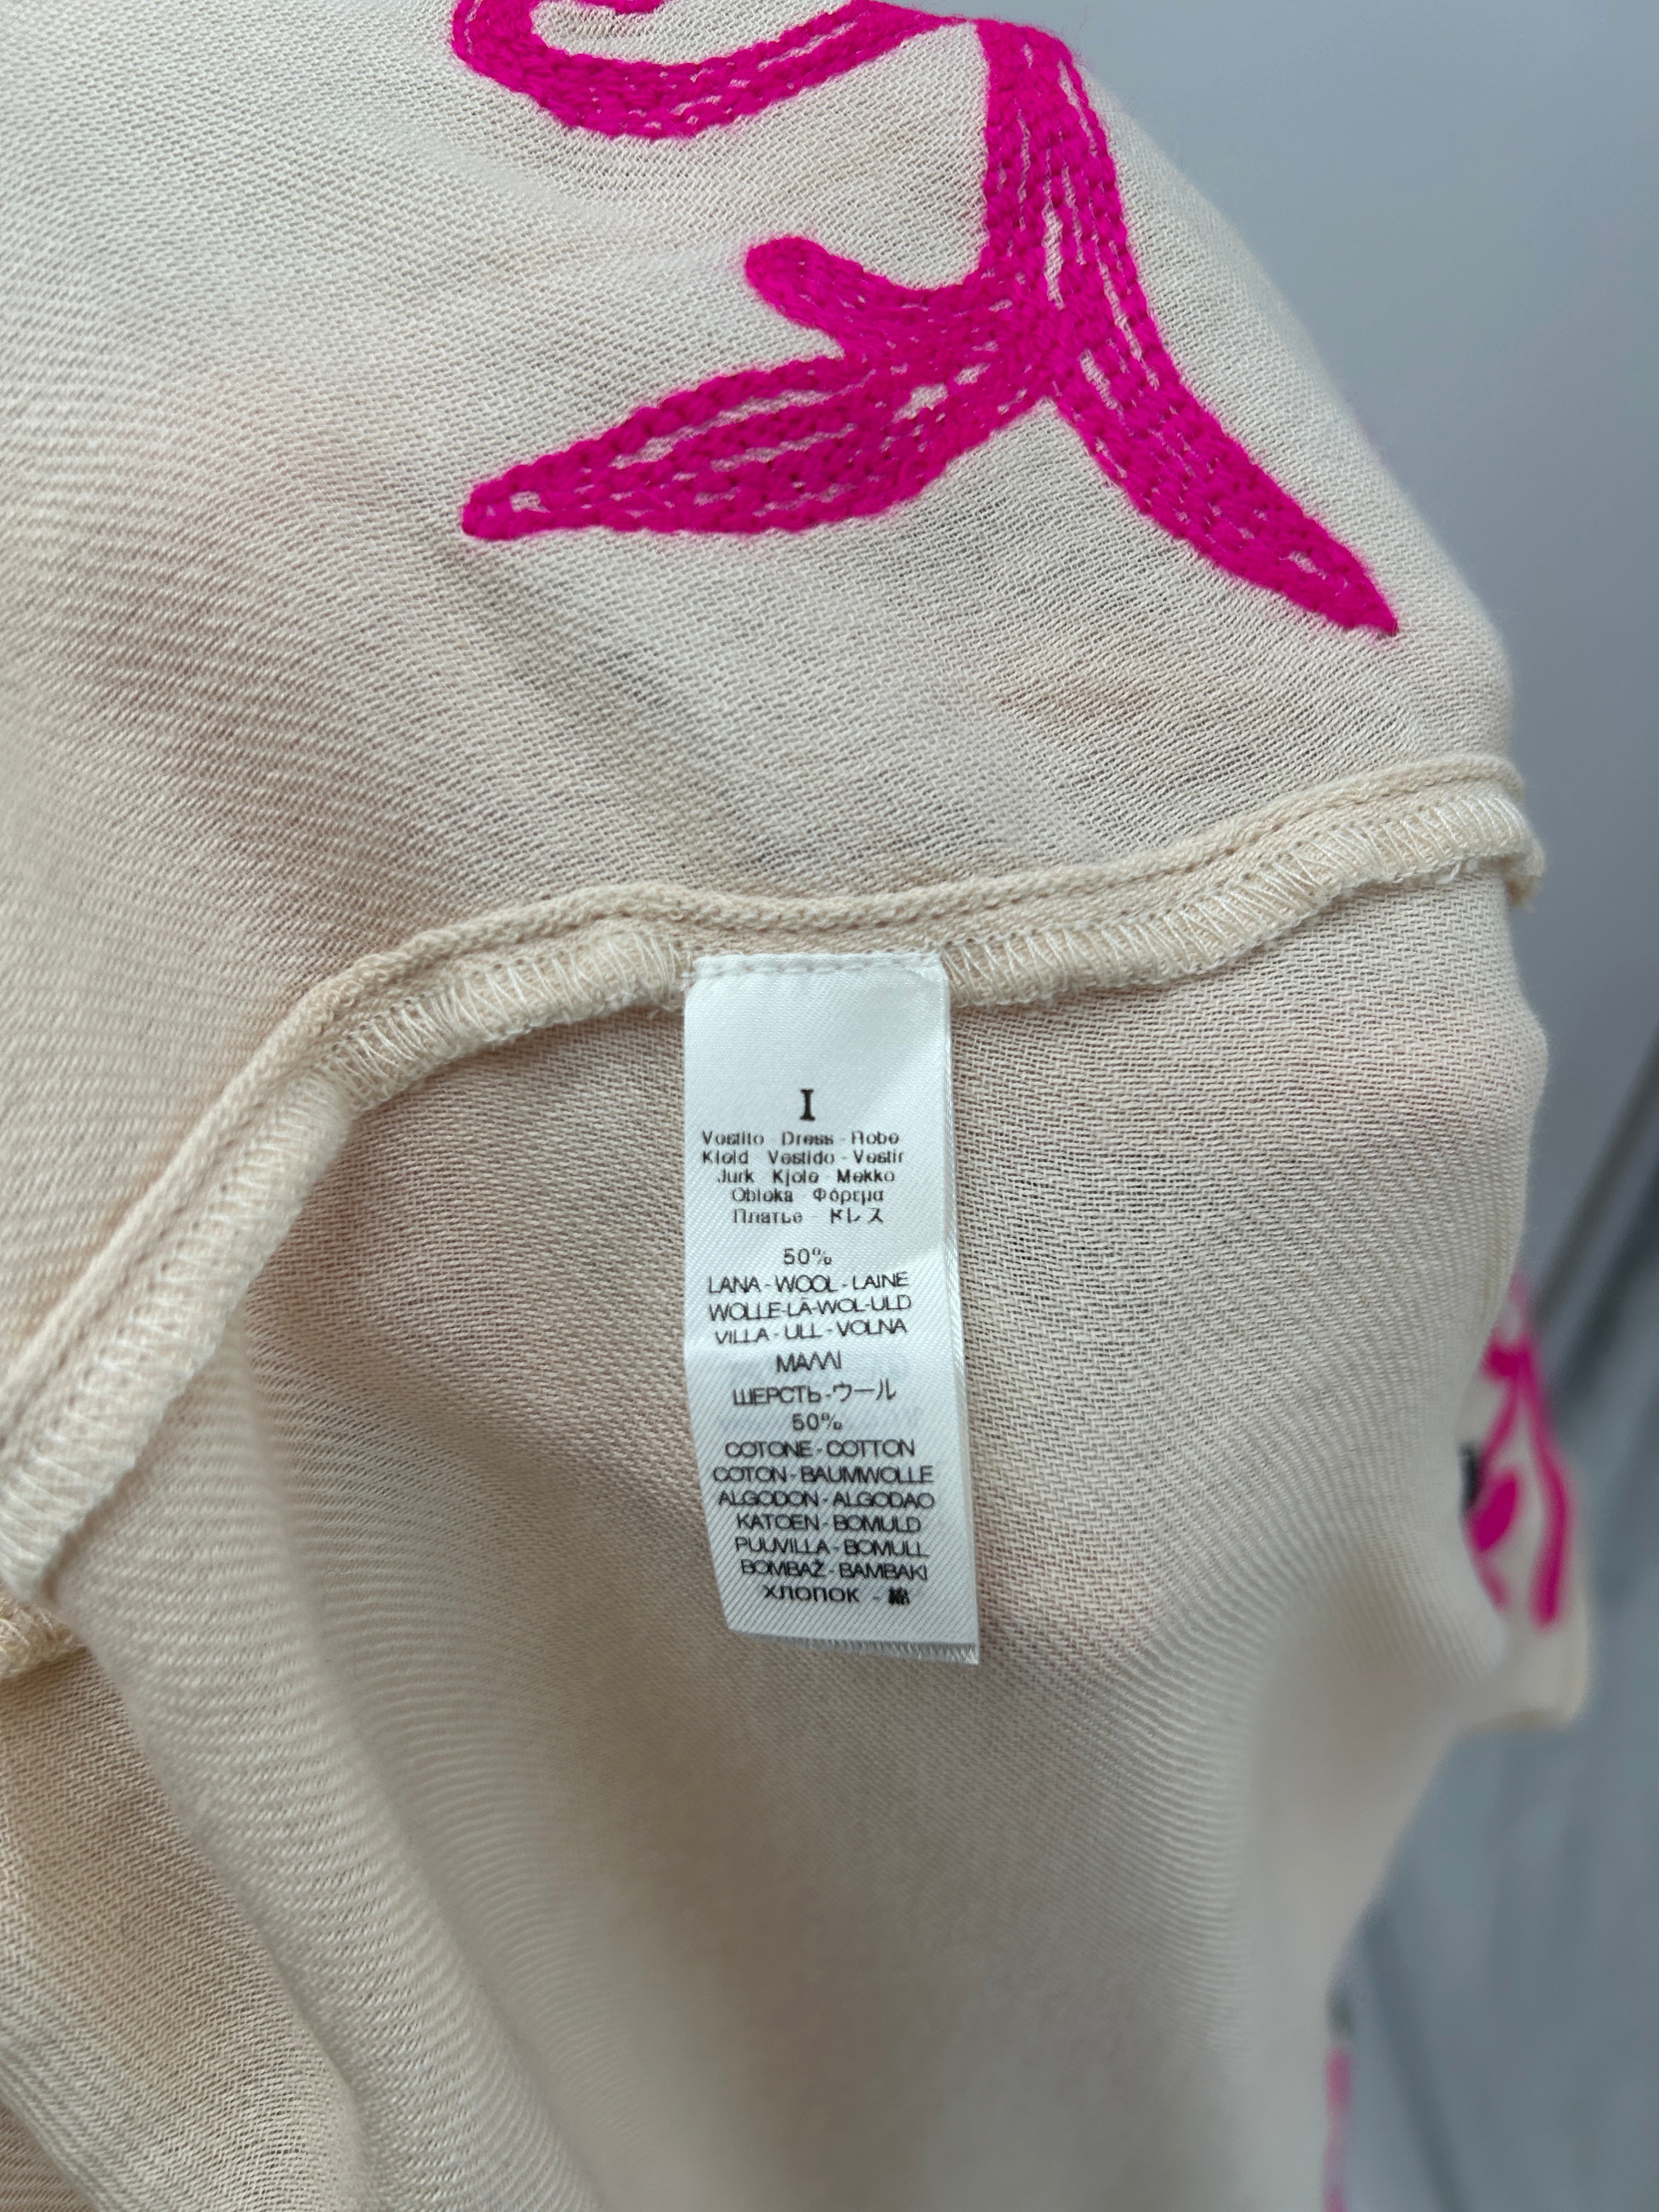 I
Vestito - Dress - Robe
Kleid Vestido - Vestir
Jurk Kjole Mekko
Obleka Φόρεμα
Платье - ドレス
50%
LANA - WOOL - LAINE
WOLLE-LÀ-WOL-ULD
VILLA - ULL - VOLNA
ΜΑΛΛΙ
ШЕРСТЬ - ウール
50%
COTONE - COTTON
COTON - BAUMWOLLE
ALGODON - ALGODAO
KATOEN - BOMULD
PUUVILLA - BOMULL
BOMBAŽ - BAMBAKI
ХЛОПОК - 綿